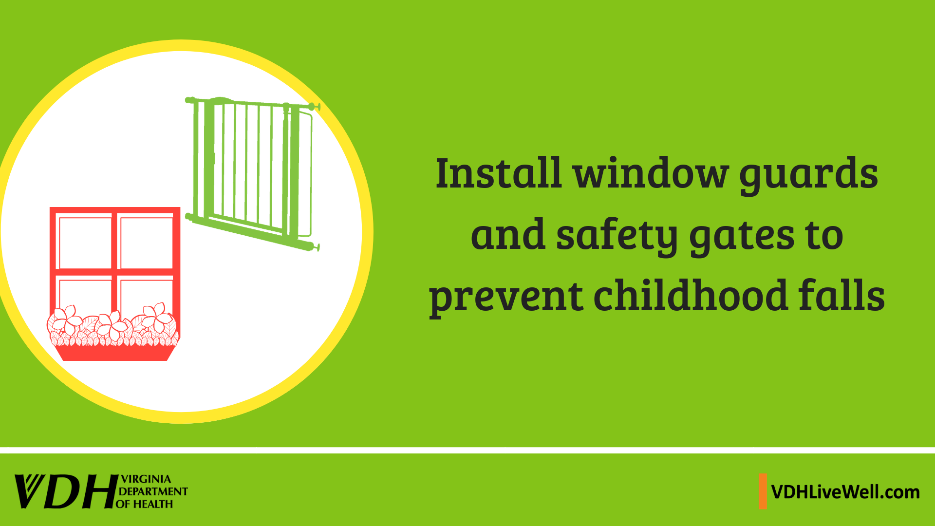 Install window guards
and safety gates to
prevent childhood falls
VDH VIRGINIA
DEPARTMENT
OF HEALTH
VDHLiveWell.com